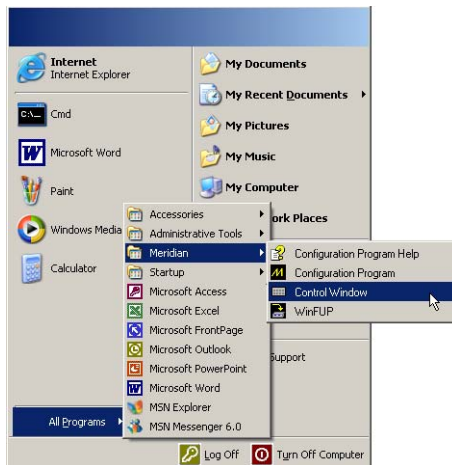 Internet
Internet Explorer
C:\_ Cmd
Microsoft Word
Paint
Windows Media
Calculator
All Programs
My Documents
My Recent Documents
My Pictures
My Music
My Computer
ork Places
Support
Accessories
Administrative Tools
Meridian
Startup
Microsoft Access
Microsoft Excel
Microsoft FrontPage
Microsoft Outlook
Microsoft PowerPoint
Microsoft Word
MSN Explorer
MSN Messenger 6.0
Configuration Program Help
Configuration Program
Control Window
WinFUP
Log Off
Turn Off Computer